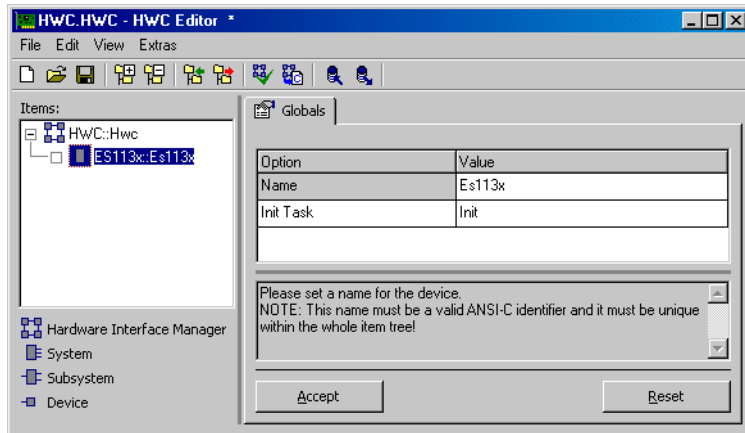 HWC.HWC - HWC Editor *
File Edit View Extras
Items:
HWC::Hwc
ES113x::Es113x
Hardware Interface Manager
System
Subsystem
Device
Globals
Option Value
Name Es113x
Init Task Init
Please set a name for the device.
NOTE: This name must be a valid ANSI-C identifier and it must be unique
within the whole item tree!
Accept Reset